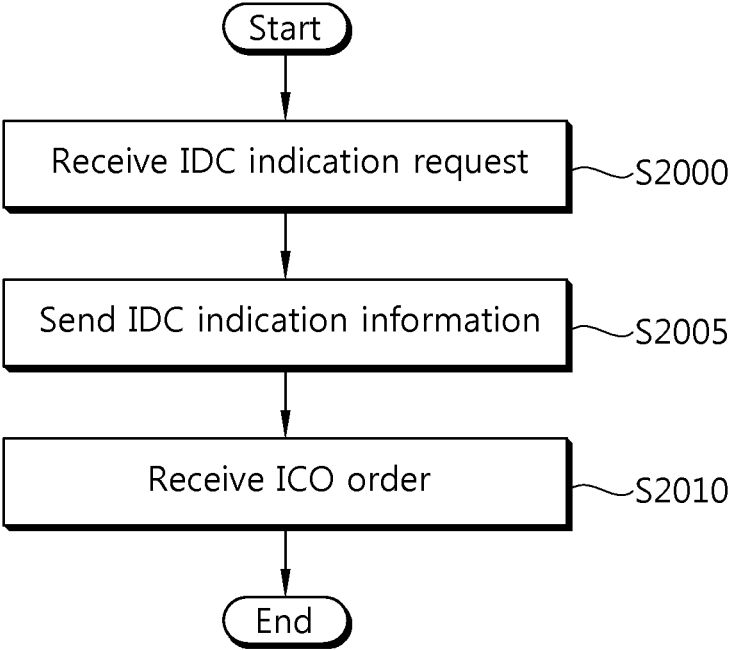 Start
Receive IDC indication request
S2000
Send IDC indication information
S2005
Receive ICO order
S2010
End